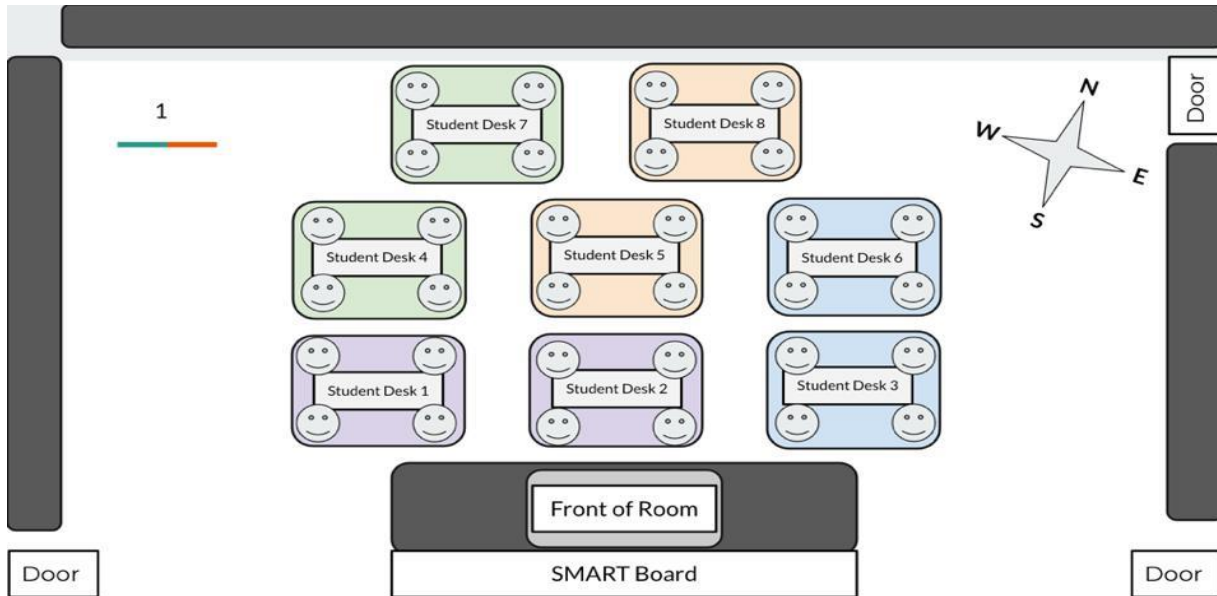 Door
1
N
W
E
S
Student Desk 7
Student Desk 8
Student Desk 4
Student Desk 5
Student Desk 6
Student Desk 1
Student Desk 2
Student Desk 3
Front of Room
SMART Board
Door
Door